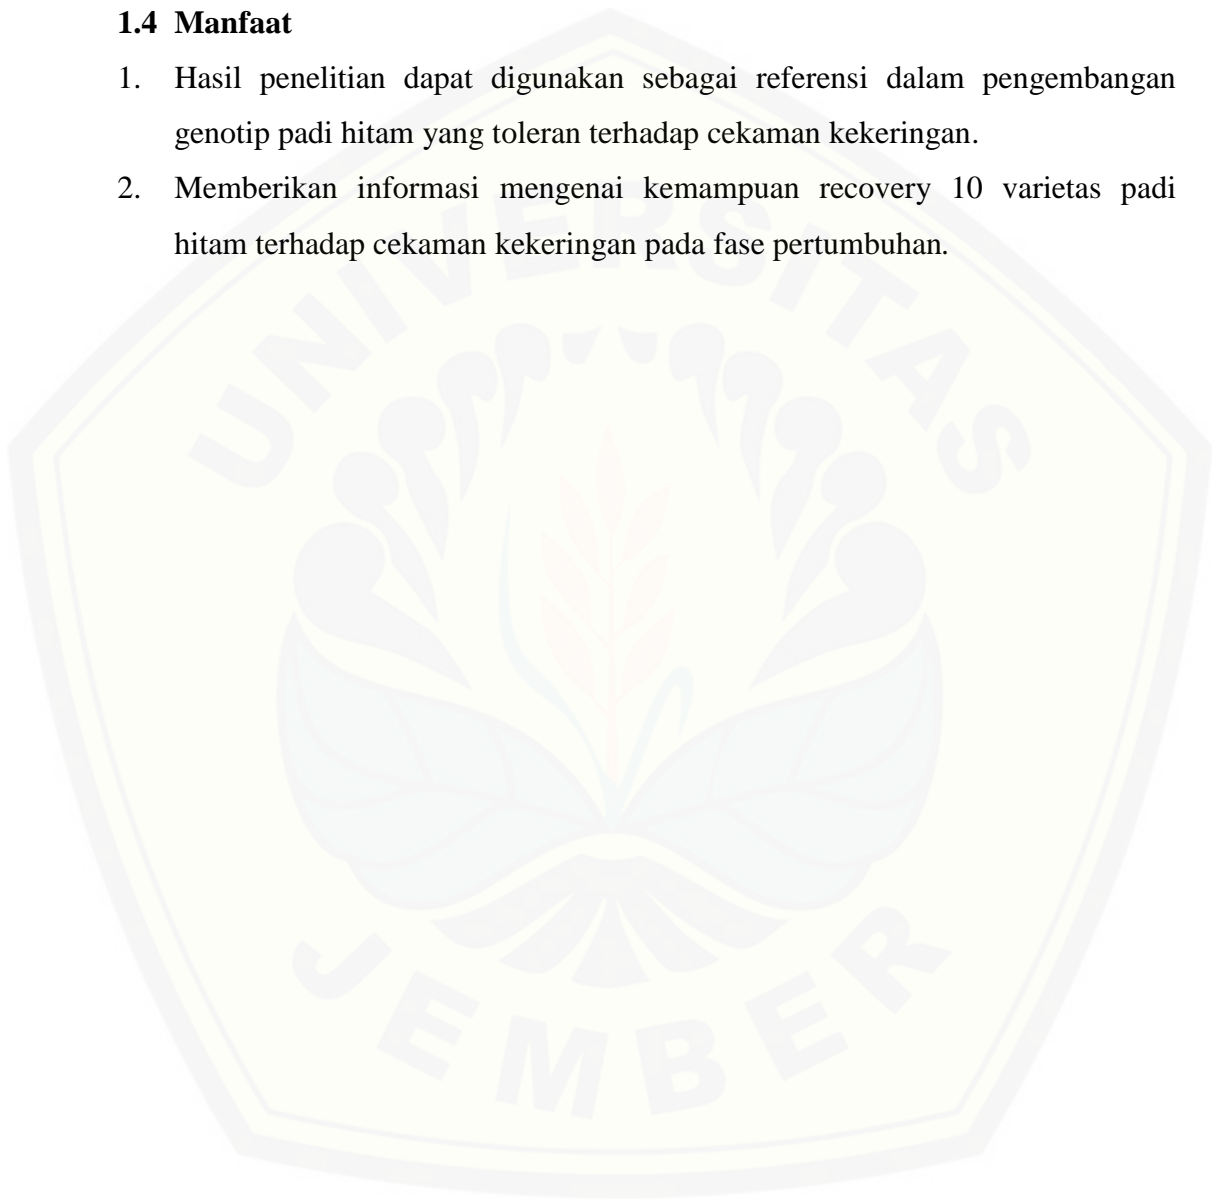 1.4 Manfaat
1. Hasil penelitian dapat digunakan sebagai referensi dalam pengembangan
genotip padi hitam yang toleran terhadap cekaman kekeringan.
2. Memberikan informasi mengenai kemampuan recovery 10 varietas padi
hitam terhadap cekaman kekeringan pada fase pertumbuhan.
UNIVERSITAS
JEMBER